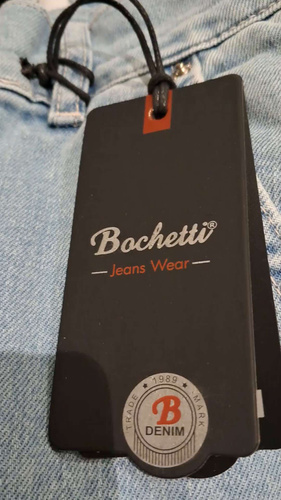 Bochetti®
Jeans Wear
1989
TRADE MARK
B
DENIM